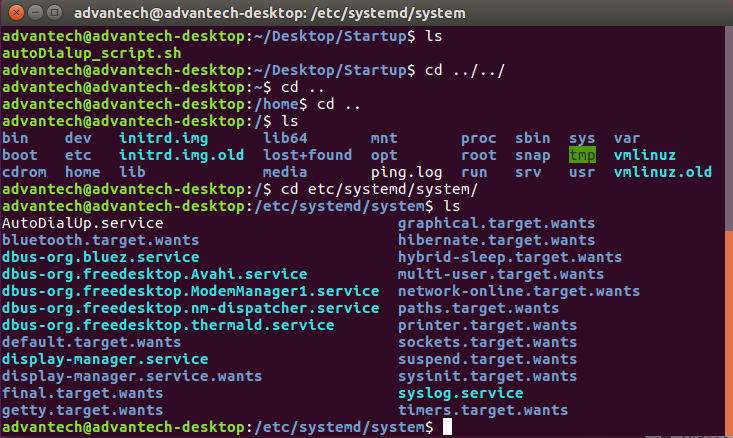 advantech@advantech-desktop: /etc/systemd/system
advantech@advantech-desktop:~/Desktop/Startup$ ls
autoDialup_script.sh
advantech@advantech-desktop:~/Desktop/Startup$ cd ../../
advantech@advantech-desktop:~$ cd ..
advantech@advantech-desktop:/home$ cd ..
advantech@advantech-desktop:/$ ls
bin dev initrd.img lib64 mnt proc sbin sys var
boot etc initrd.img.old lost+found opt root snap tmp vmlinuz
cdrom home lib media ping.log run srv usr vmlinuz.old
advantech@advantech-desktop:/$ cd etc/systemd/system/
advantech@advantech-desktop:/etc/systemd/system$ ls
AutoDialUp.service graphical.target.wants
bluetooth.target.wants hibernate.target.wants
dbus-org.bluez.service hybrid-sleep.target.wants
dbus-org.freedesktop.Avahi.service multi-user.target.wants
dbus-org.freedesktop.ModemManager1.service network-online.target.wants
dbus-org.freedesktop.nm-dispatcher.service paths.target.wants
dbus-org.freedesktop.thermald.service printer.target.wants
default.target.wants sockets.target.wants
display-manager.service suspend.target.wants
display-manager.service.wants sysinit.target.wants
final.target.wants syslog.service
getty.target.wants timers.target.wants
advantech@advantech-desktop:/etc/systemd/system$